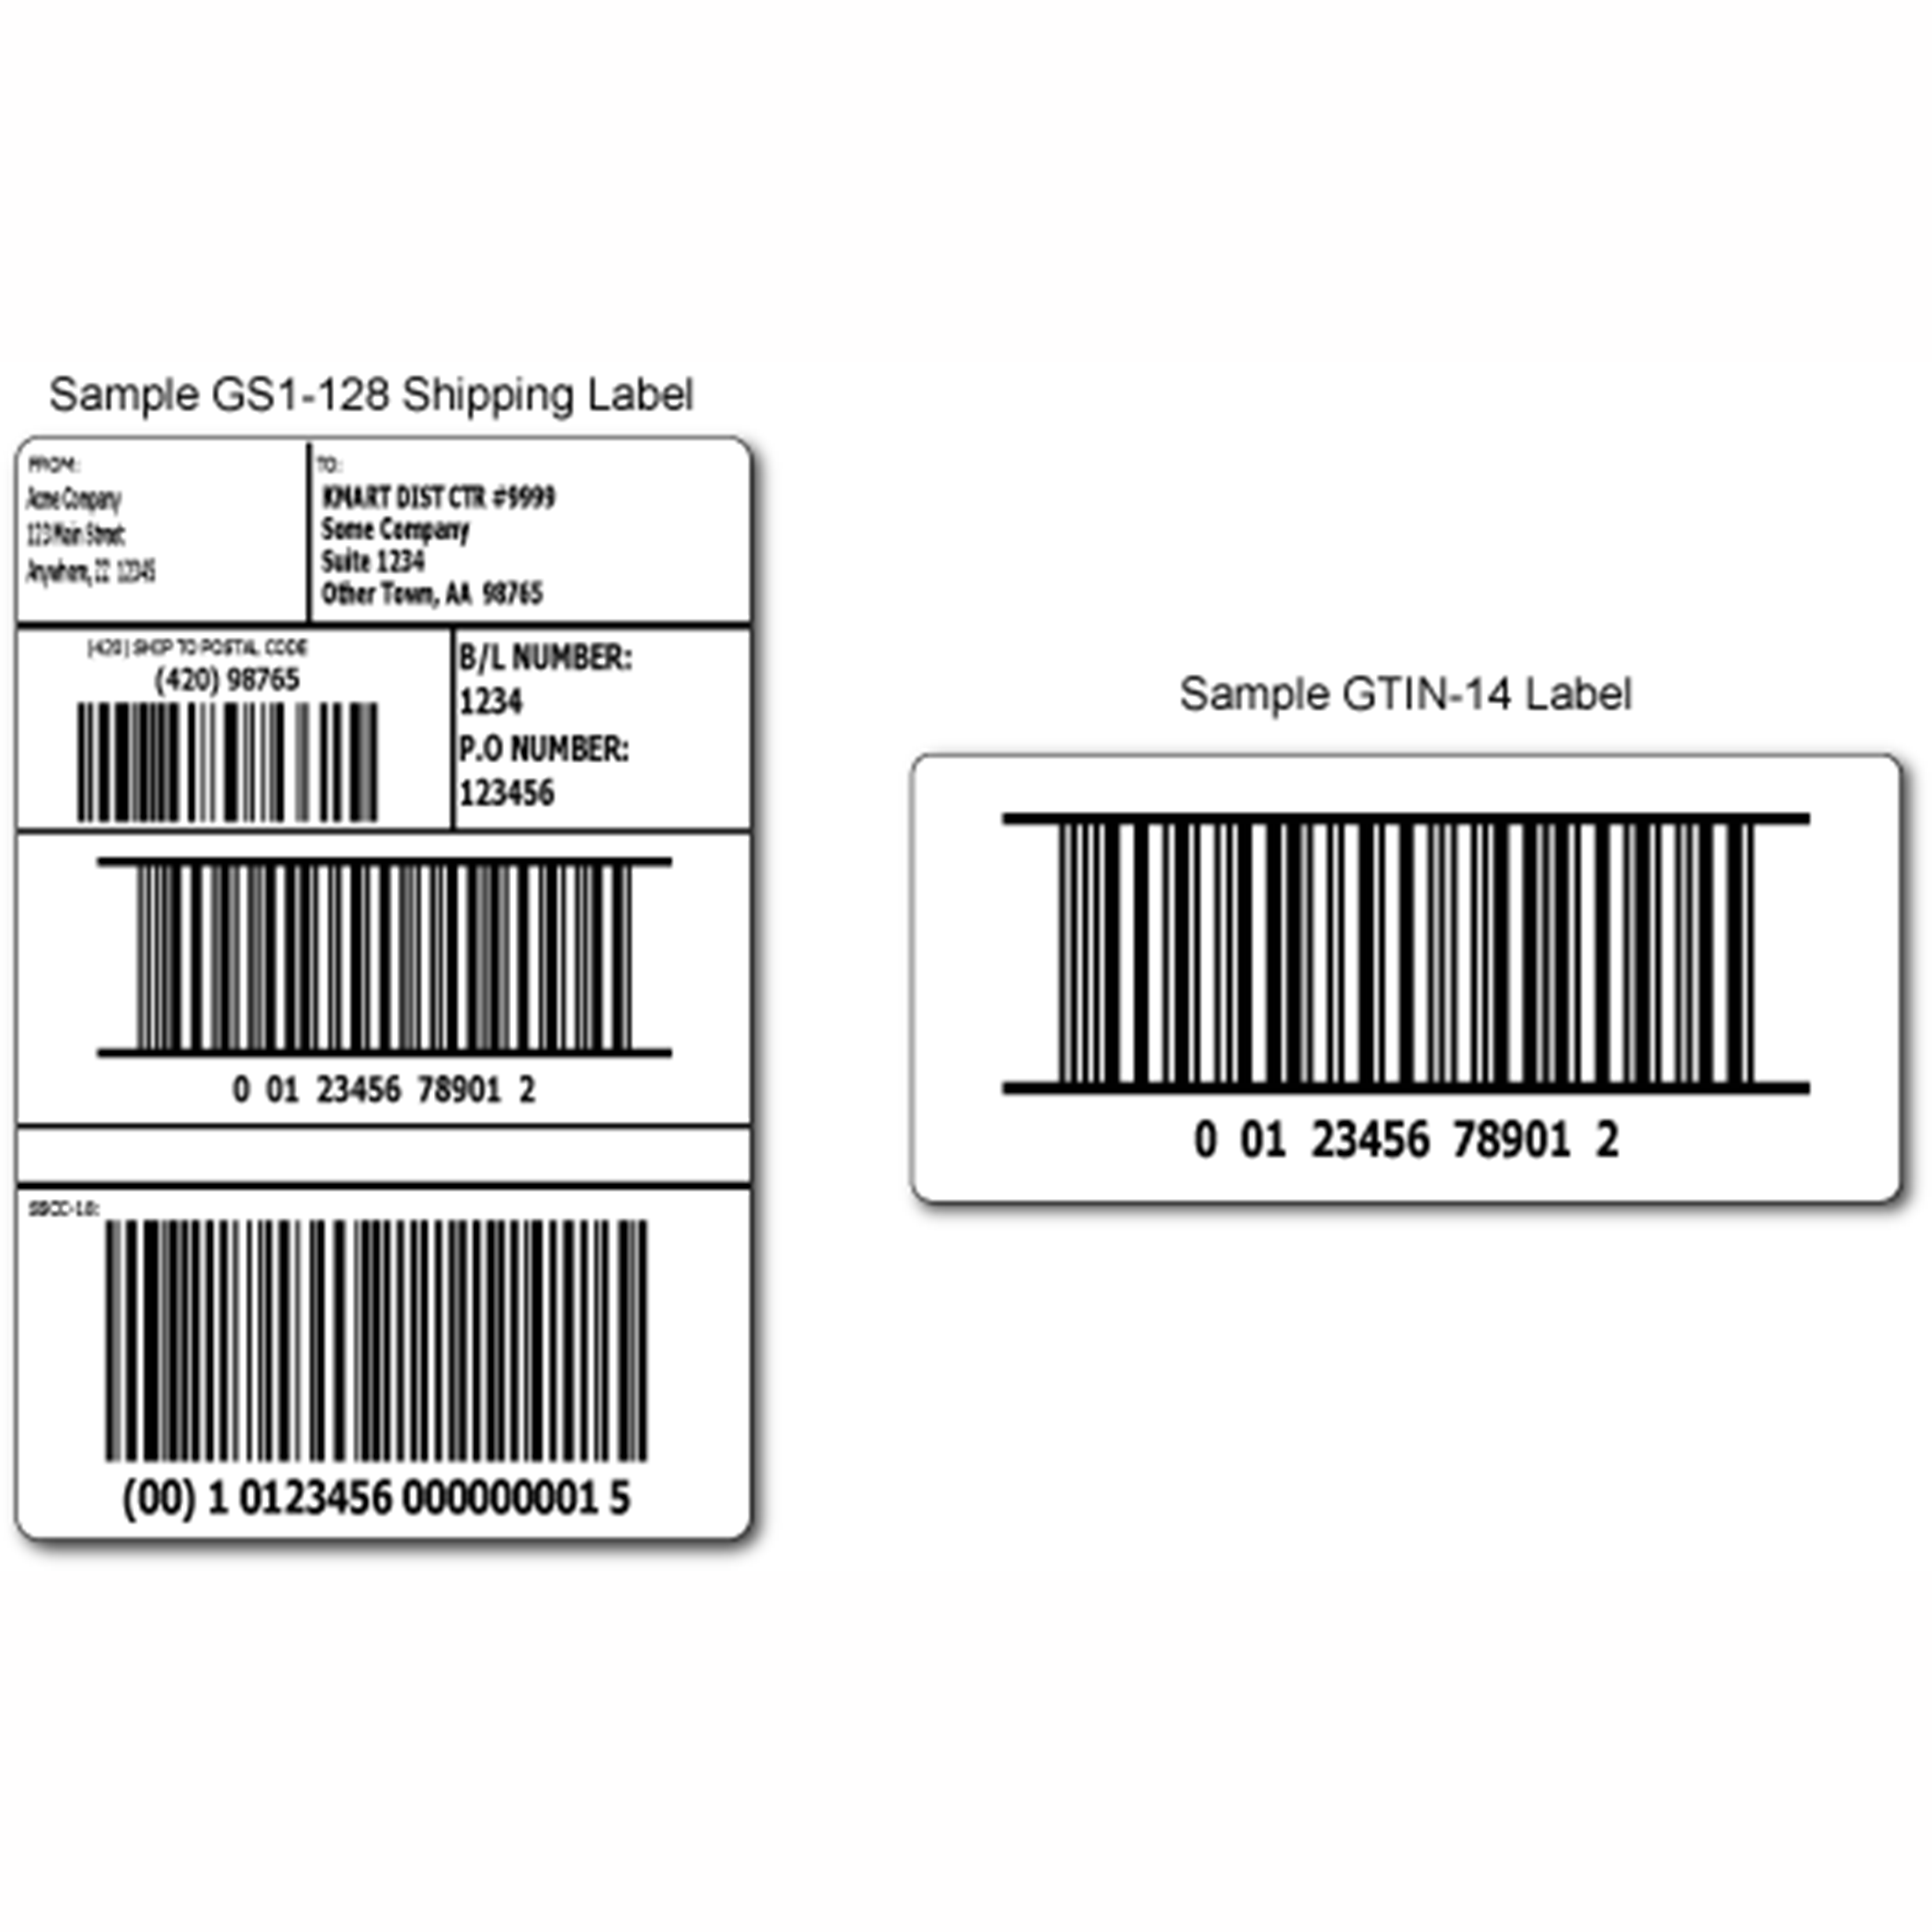 Sample GS1-128 Shipping Label
FROM:
Acme Company
123 Main Street
Anywhere, ZZ 12345
TO:
KMART DIST CTR #9999
Some Company
Suite 1234
Other Town, AA 98765
(420) SHIP TO POSTAL CODE
(420) 98765
B/L NUMBER:
1234
P.O NUMBER:
123456
0 01 23456 78901 2
SSCC-18:
(00) 1 0123456 000000001 5
Sample GTIN-14 Label
0 01 23456 78901 2